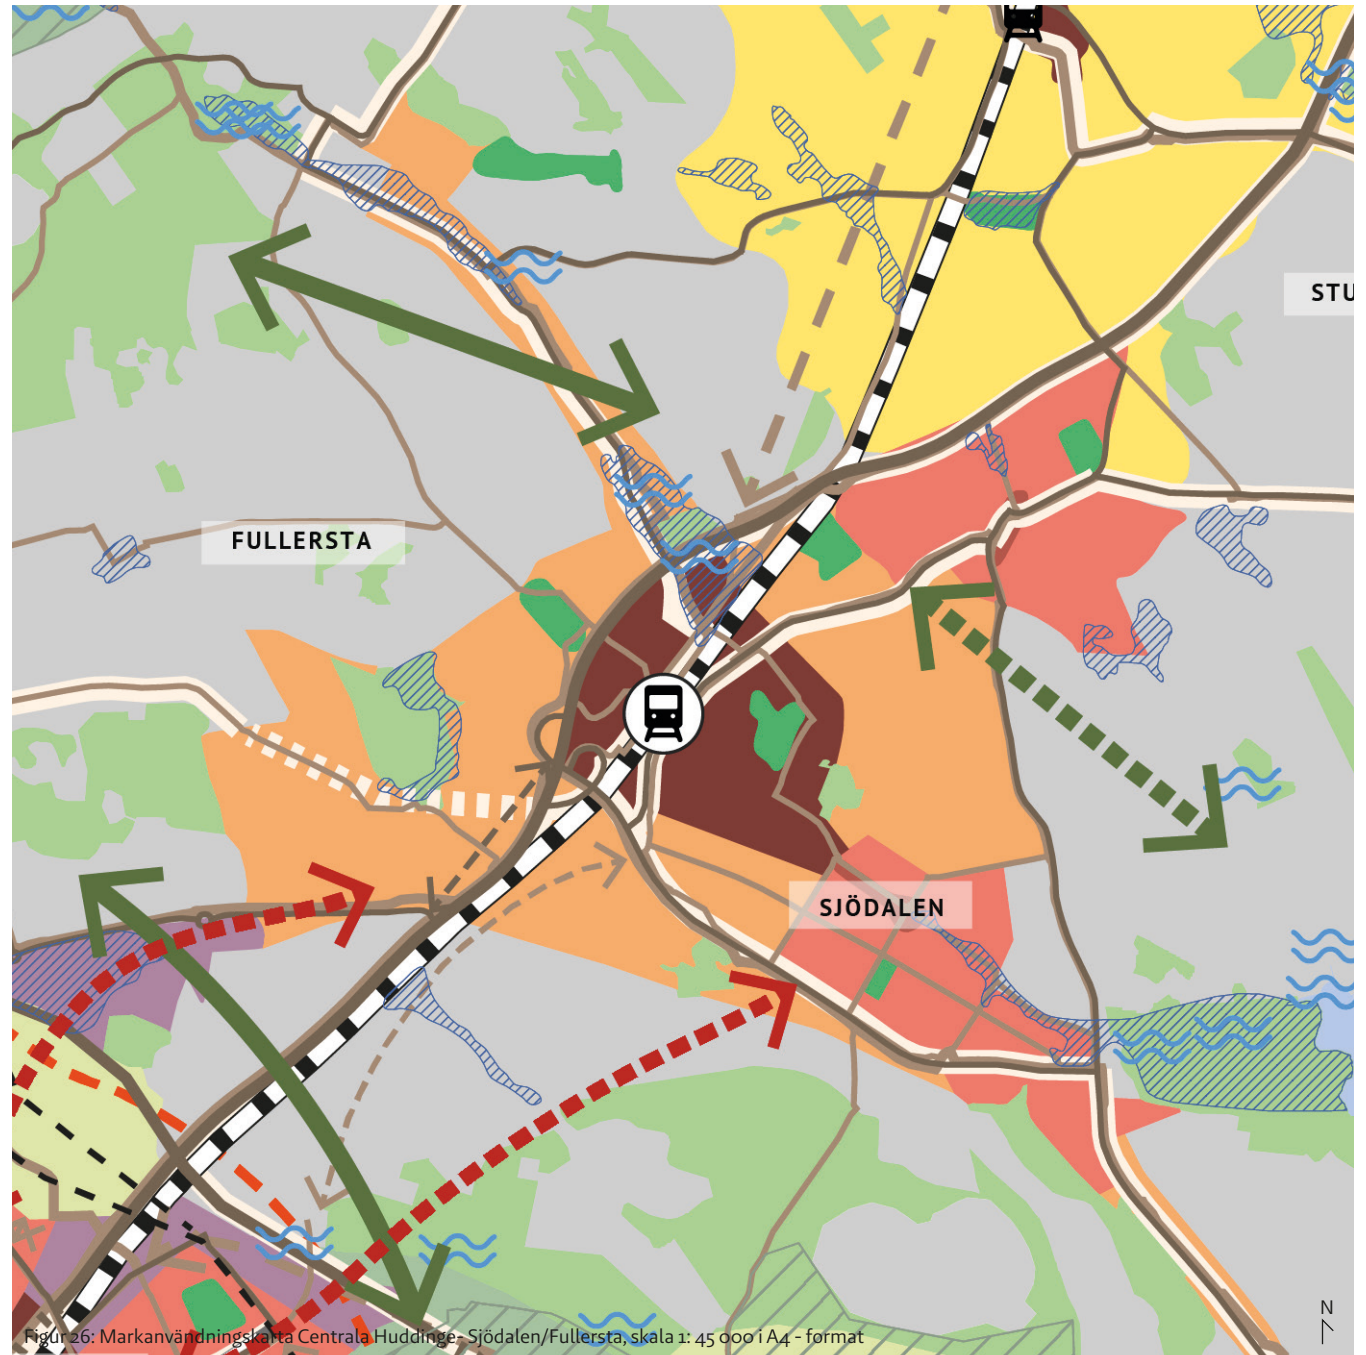 STU
FULLERSTA
SJÖDALEN
N
Figur 26: Markanvändningskarta Centrala Huddinge- Sjödalen/Fullersta, skala 1: 45 000 i A4 - format